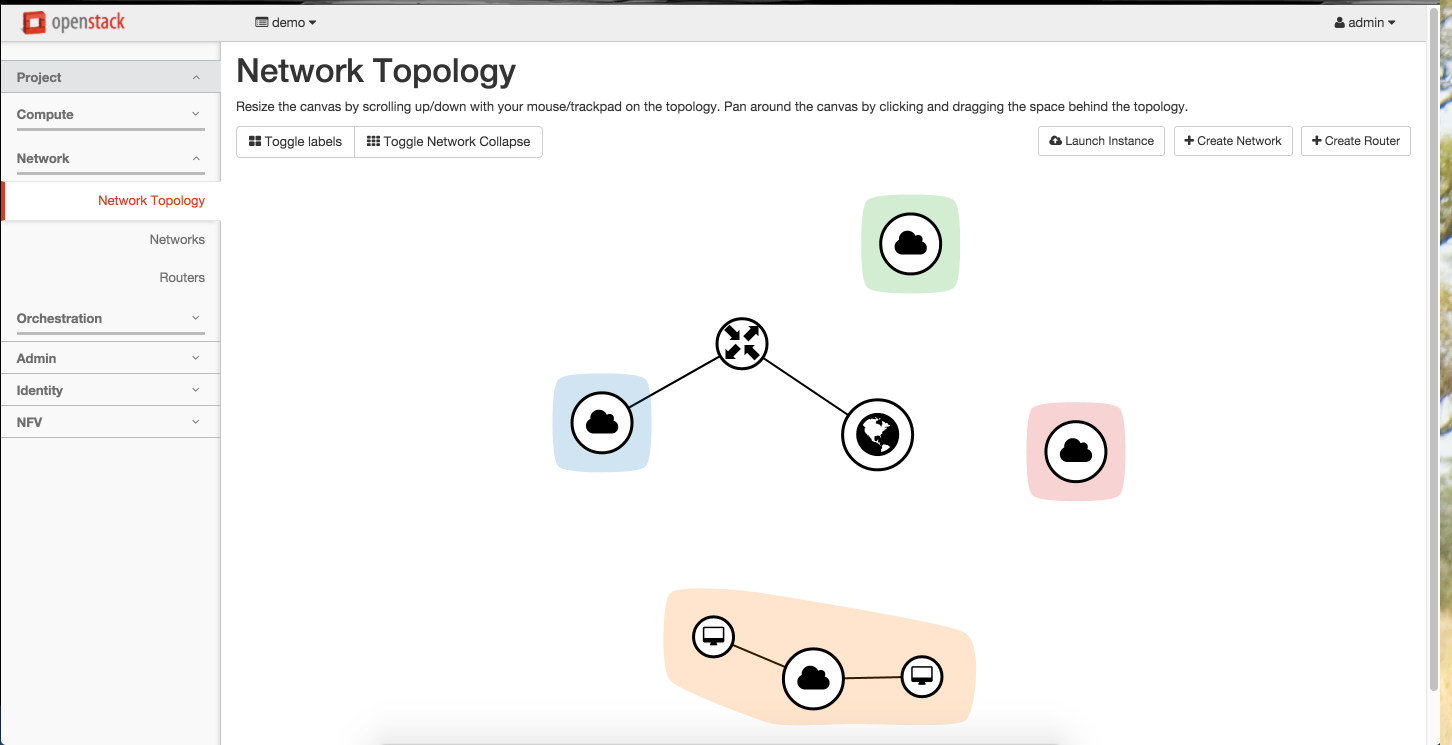 openstack
demo
admin
Project
Compute
Network
Network Topology
Networks
Routers
Orchestration
Admin
Identity
NFV
Network Topology
Resize the canvas by scrolling up/down with your mouse/trackpad on the topology. Pan around the canvas by clicking and dragging the space behind the topology.
Toggle labels Toggle Network Collapse
Launch Instance +Create Network +Create Router